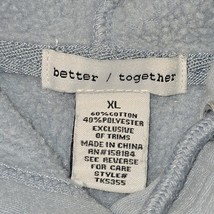 better / together
XL
60%COTTON
40%POLYESTER
EXCLUSIVE
OF TRIMS
MADE IN CHINA
RN#158184
SEE REVERSE
FOR CARE
STYLE#
TK5355